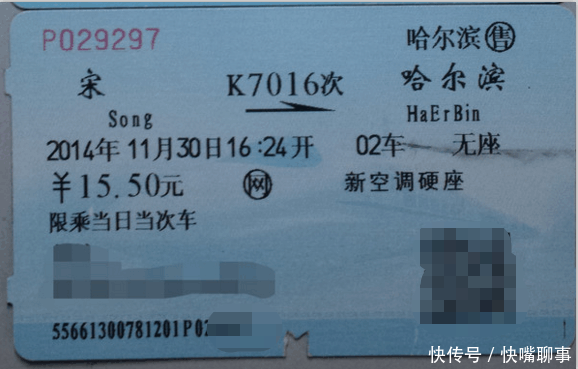 P029297 哈尔滨售
宋 K7016次 哈尔滨
Song HaErBin
2014年11月30日16:24开 02车 无座
￥15.50元 网 新空调硬座
限乘当日当次车
55661300781201P02
快传号 / 快嘴聊事